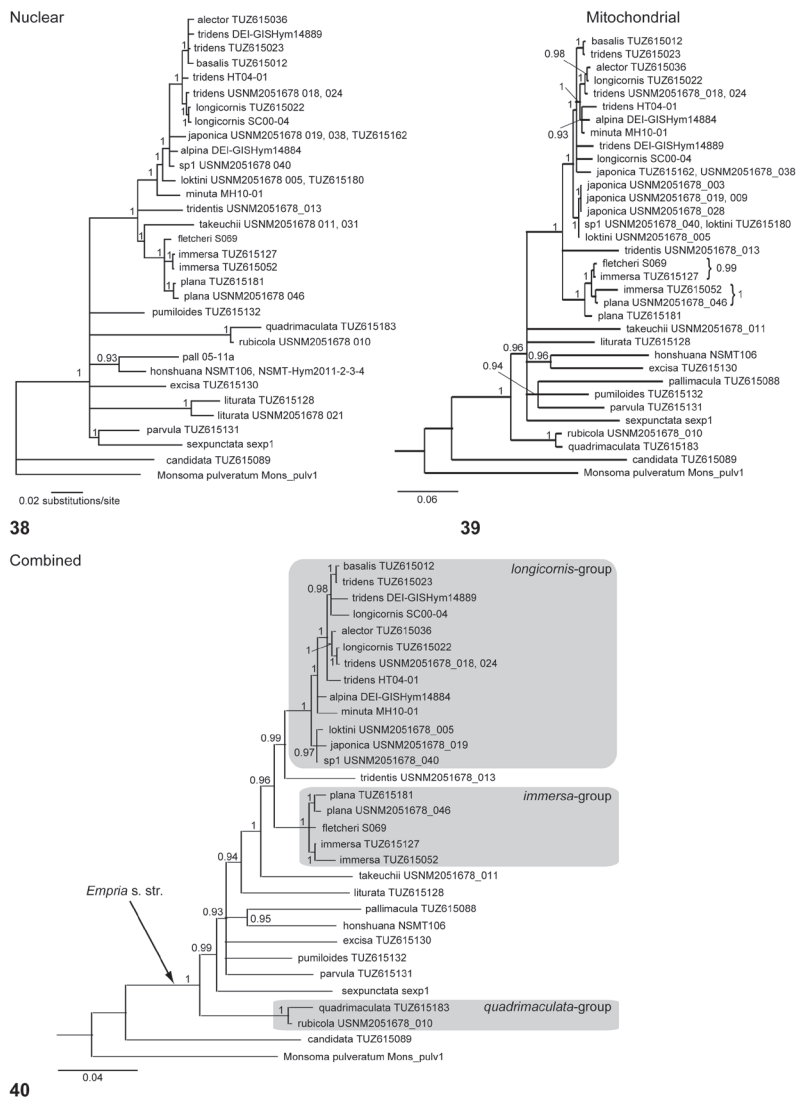 Nuclear
alector TUZ615036
tridens DEI-GISHym14889
1
tridens TUZ615023
basalis TUZ615012
1
tridens HT04-01
1
tridens USNM2051678 018, 024
longicornis TUZ615022
1
1
longicornis SC00-04
1
japonica USNM2051678 019, 038, TUZ615162
alpina DEI-GISHym14884
1
sp1 USNM2051678 040
loktini USNM2051678 005, TUZ615180
1
minuta MH10-01
1
tridentis USNM2051678_013
takeuchii USNM2051678 011, 031
1
fletcheri S069
1
immersa TUZ615127
1
immersa TUZ615052
plana TUZ615181
1
plana USNM2051678 046
pumiloides TUZ615132
quadrimaculata TUZ615183
1
rubicola USNM2051678 010
0.93
pall 05-11a
honshuana NSMT106, NSMT-Hym2011-2-3-4
1
excisa TUZ615130
liturata TUZ615128
1
liturata USNM2051678 021
parvula TUZ615131
1
sexpunctata sexp1
candidata TUZ615089
Monsoma pulveratum Mons_pulv1
0.02 substitutions/site
38
Mitochondrial
basalis TUZ615012
1
tridens TUZ615023
0.98
alector TUZ615036
1
longicornis TUZ615022
tridens USNM2051678_018, 024
1
tridens HT04-01
alpina DEI-GISHym14884
0.93
minuta MH10-01
tridens DEI-GISHym14889
1
longicornis SC00-04
japonica TUZ615162, USNM2051678_038
japonica USNM2051678_003
japonica USNM2051678_019, 009
1
japonica USNM2051678_028
sp1 USNM2051678_040, loktini TUZ615180
loktini USNM2051678_005
tridentis USNM2051678_013
fletcheri S069
0.99
immersa TUZ615127
1
immersa TUZ615052
1
plana USNM2051678_046
plana TUZ615181
takeuchii USNM2051678_011
liturata TUZ615128
0.96
honshuana NSMT106
0.96
excisa TUZ615130
0.94
pallimacula TUZ615088
1
pumiloides TUZ615132
parvula TUZ615131
sexpunctata sexp1
rubicola USNM2051678_010
1
quadrimaculata TUZ615183
candidata TUZ615089
Monsoma pulveratum Mons_pulv1
0.06
39
Combined
longicornis-group
1
basalis TUZ615012
tridens TUZ615023
0.98
tridens DEI-GISHym14889
longicornis SC00-04
1
alector TUZ615036
longicornis TUZ615022
1
1
tridens USNM2051678_018, 024
tridens HT04-01
1
alpina DEI-GISHym14884
1
minuta MH10-01
loktini USNM2051678_005
japonica USNM2051678_019
0.97
sp1 USNM2051678_040
0.99
tridentis USNM2051678_013
0.96
immersa-group
plana TUZ615181
1
plana USNM2051678_046
1
fletcheri S069
immersa TUZ615127
1
immersa TUZ615052
1
takeuchii USNM2051678_011
0.94
liturata TUZ615128
Empria s. str.
pallimacula TUZ615088
0.93
0.95
honshuana NSMT106
excisa TUZ615130
0.99
pumiloides TUZ615132
parvula TUZ615131
1
sexpunctata sexp1
quadrimaculata-group
1
quadrimaculata TUZ615183
rubicola USNM2051678_010
candidata TUZ615089
Monsoma pulveratum Mons_pulv1
0.04
40